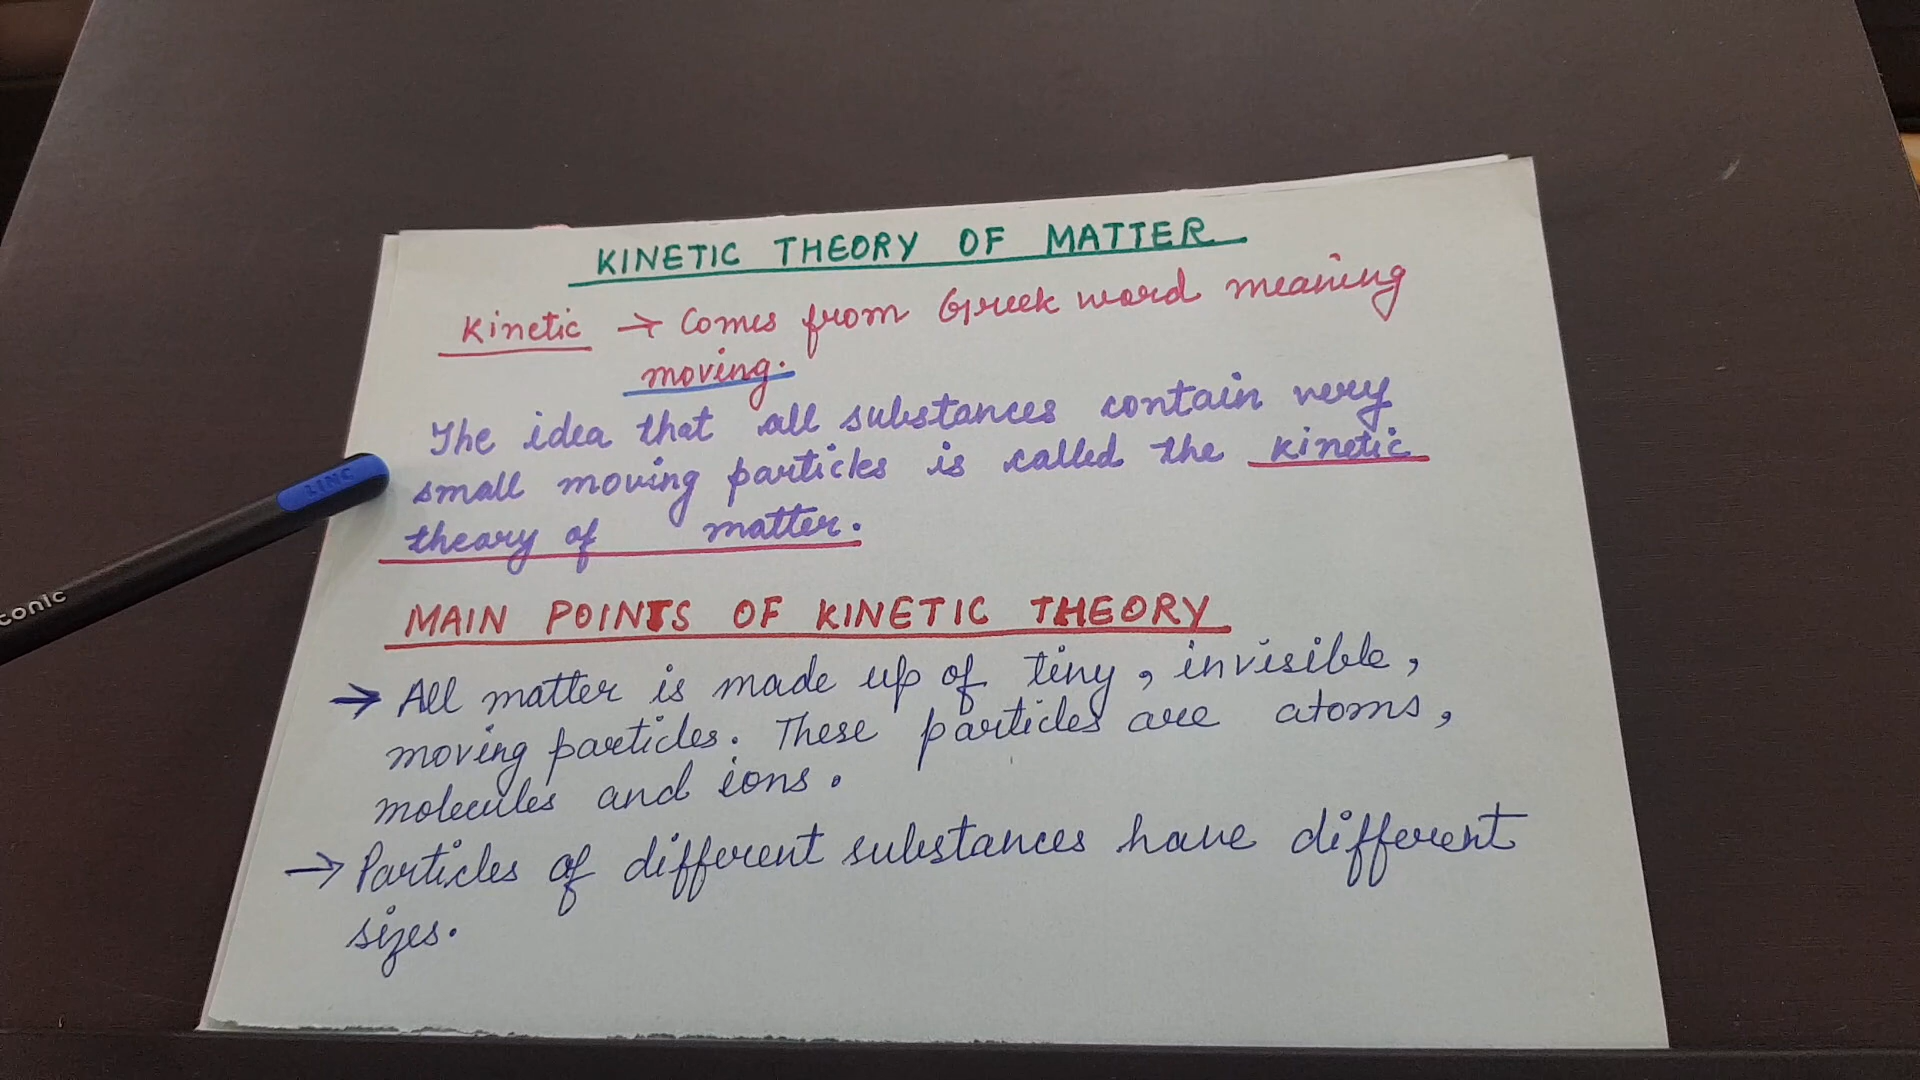 KINETIC THEORY OF MATTER
Kinetic → Comes from Greek word meaning
moving.
The idea that all substances contain very
small moving particles is called the kinetic
theory of matter.
LINC
tonic
MAIN POINTS OF KINETIC THEORY
→ All matter is made up of tiny, invisible,
moving particles. These particles are atoms,
molecules and ions.
→ Particles of different substances have different
sizes.